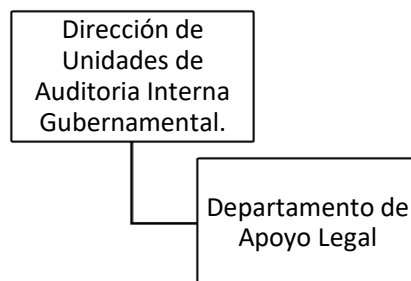 Dirección de
Unidades de
Auditoria Interna
Gubernamental.
Departamento de
Apoyo Legal